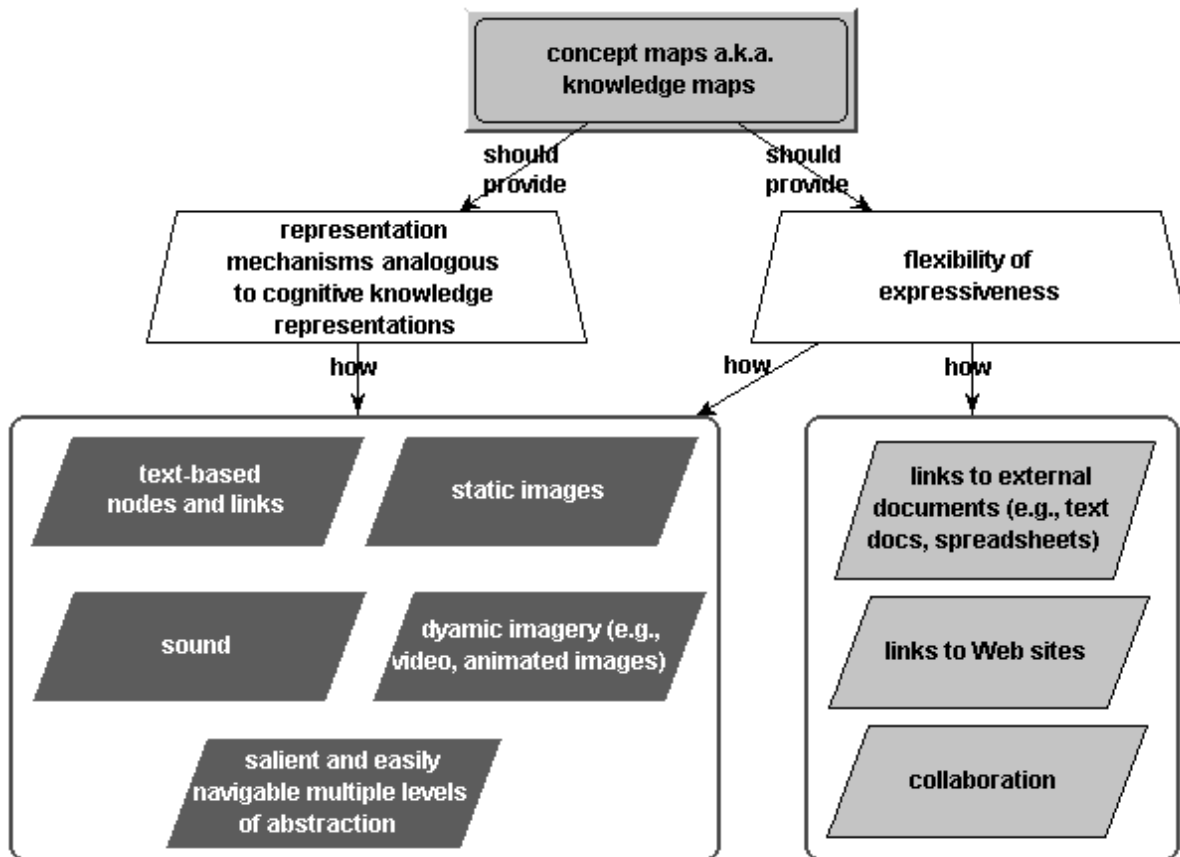 concept maps a.k.a.
knowledge maps
should
provide
should
provide
representation
mechanisms analogous
to cognitive knowledge
representations
flexibility of
expressiveness
how
how
how
text-based
nodes and links
static images
sound
dyamic imagery (e.g.,
video, animated images)
salient and easily
navigable multiple levels
of abstraction
links to external
documents (e.g., text
docs, spreadsheets)
links to Web sites
collaboration